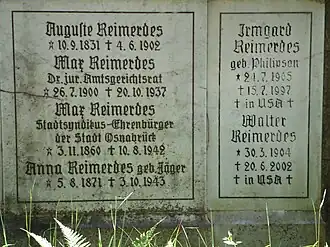 Auguste Reimerdes
* 10.9.1831 † 4.6.1902
Max Reimerdes
Dr. jur. Amtsgerichtsrat
* 26.7.1900 † 20.10.1937
Max Reimerdes
Stadtsyndikus-Ehrenbürger
der Stadt Osnabrück
* 3.11.1860 † 10.8.1942
Anna Reimerdes geb. Jäger
* 5.8.1871 † 3.10.1943
Irmgard
Reimerdes
geb. Philipson
* 21.7.1905
† 15.7.1997
† in USA †
Walter
Reimerdes
* 30.3.1904
† 20.6.2002
† in USA †